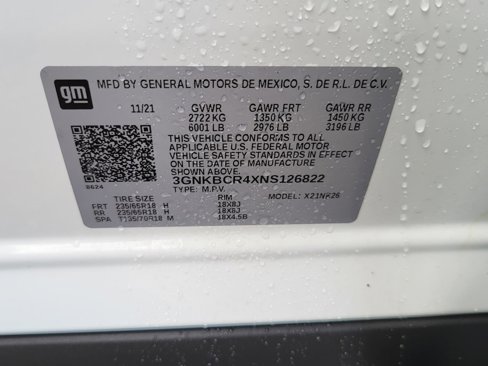 gm
MFD BY GENERAL MOTORS DE MEXICO, S. DE R.L. DE C.V.
11/21 GVWR GAWR FRT GAWR RR
2722 KG 1350 KG 1450 KG
6001 LB 2976 LB 3196 LB
THIS VEHICLE CONFORMS TO ALL
APPLICABLE U.S. FEDERAL MOTOR
VEHICLE SAFETY STANDARDS IN EFFECT
ON THE DATE OF MANUFACTURE
SHOWN ABOVE.
3GNKBCR4XNS126822
8624 TYPE: M.P.V. MODEL: X21NK26
TIRE SIZE RIM
FRT 235/65R18 H 18X8J
RR 235/65R18 H 18X8J
SPA T135/70R18 M 18X4.5B